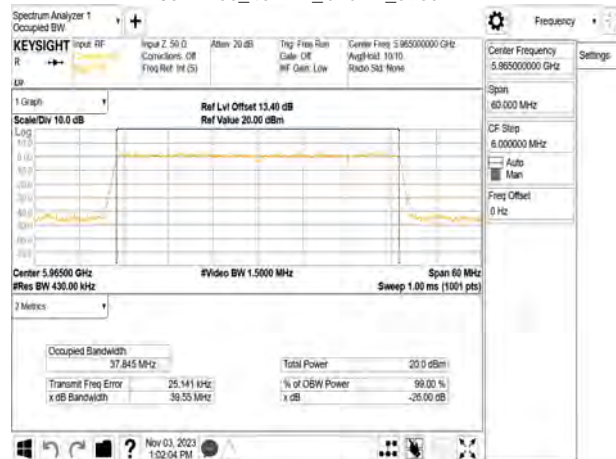 Spectrum Analyzer 1
Occupied BW
Frequency
KEYSIGHT Input: RF
R
Input Z: 50 Ω
Corrections: Off
Freq Ref: Int (S)
Atten: 20 dB
Trig: Free Run
Gate: Off
#IF Gain: Low
Center Freq: 5.965000000 GHz
Avg|Hold: 10/10
Radio Std: None
Center Frequency
5.965000000 GHz
Settings
Span
60.000 MHz
CF Step
6.000000 MHz
Auto
Man
Freq Offset
0 Hz
1 Graph
Scale/Div 10.0 dB
Ref Lvl Offset 13.40 dB
Ref Value 20.00 dBm
Log
Center 5.96500 GHz
#Res BW 430.00 kHz
#Video BW 1.5000 MHz
Span 60 MHz
Sweep 1.00 ms (1001 pts)
2 Metrics
Occupied Bandwidth
37.845 MHz
Total Power 20.0 dBm
Transmit Freq Error 25.141 kHz
% of OBW Power 99.00 %
x dB Bandwidth 39.55 MHz
x dB -26.00 dB
Nov 03, 2023
1:02:04 PM